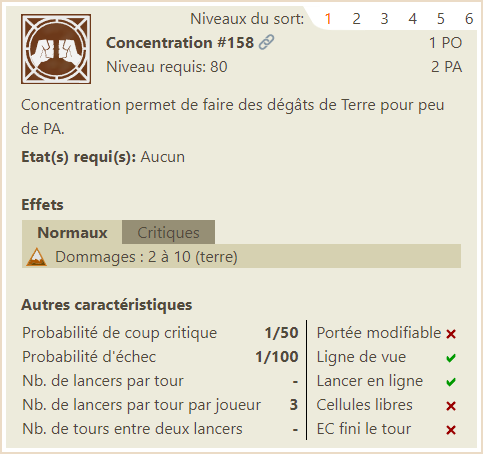 Niveaux du sort: 1 2 3 4 5 6
Concentration #158 1 PO
Niveau requis: 80 2 PA
Concentration permet de faire des dégâts de Terre pour peu
de PA.
Etat(s) requi(s): Aucun
Effets
Normaux Critiques
Dommages : 2 à 10 (terre)
Autres caractéristiques
Probabilité de coup critique 1/50 Portée modifiable
Probabilité d'échec 1/100 Ligne de vue
Nb. de lancers par tour - Lancer en ligne
Nb. de lancers par tour par joueur 3 Cellules libres
Nb. de tours entre deux lancers - EC fini le tour